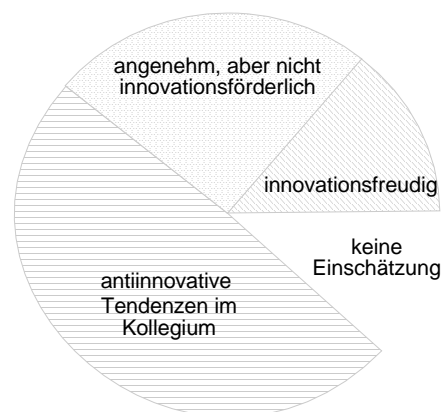 angenehm, aber nicht
innovationsförderlich
innovationsfreudig
keine
Einschätzung
antiinnovative
Tendenzen im
Kollegium